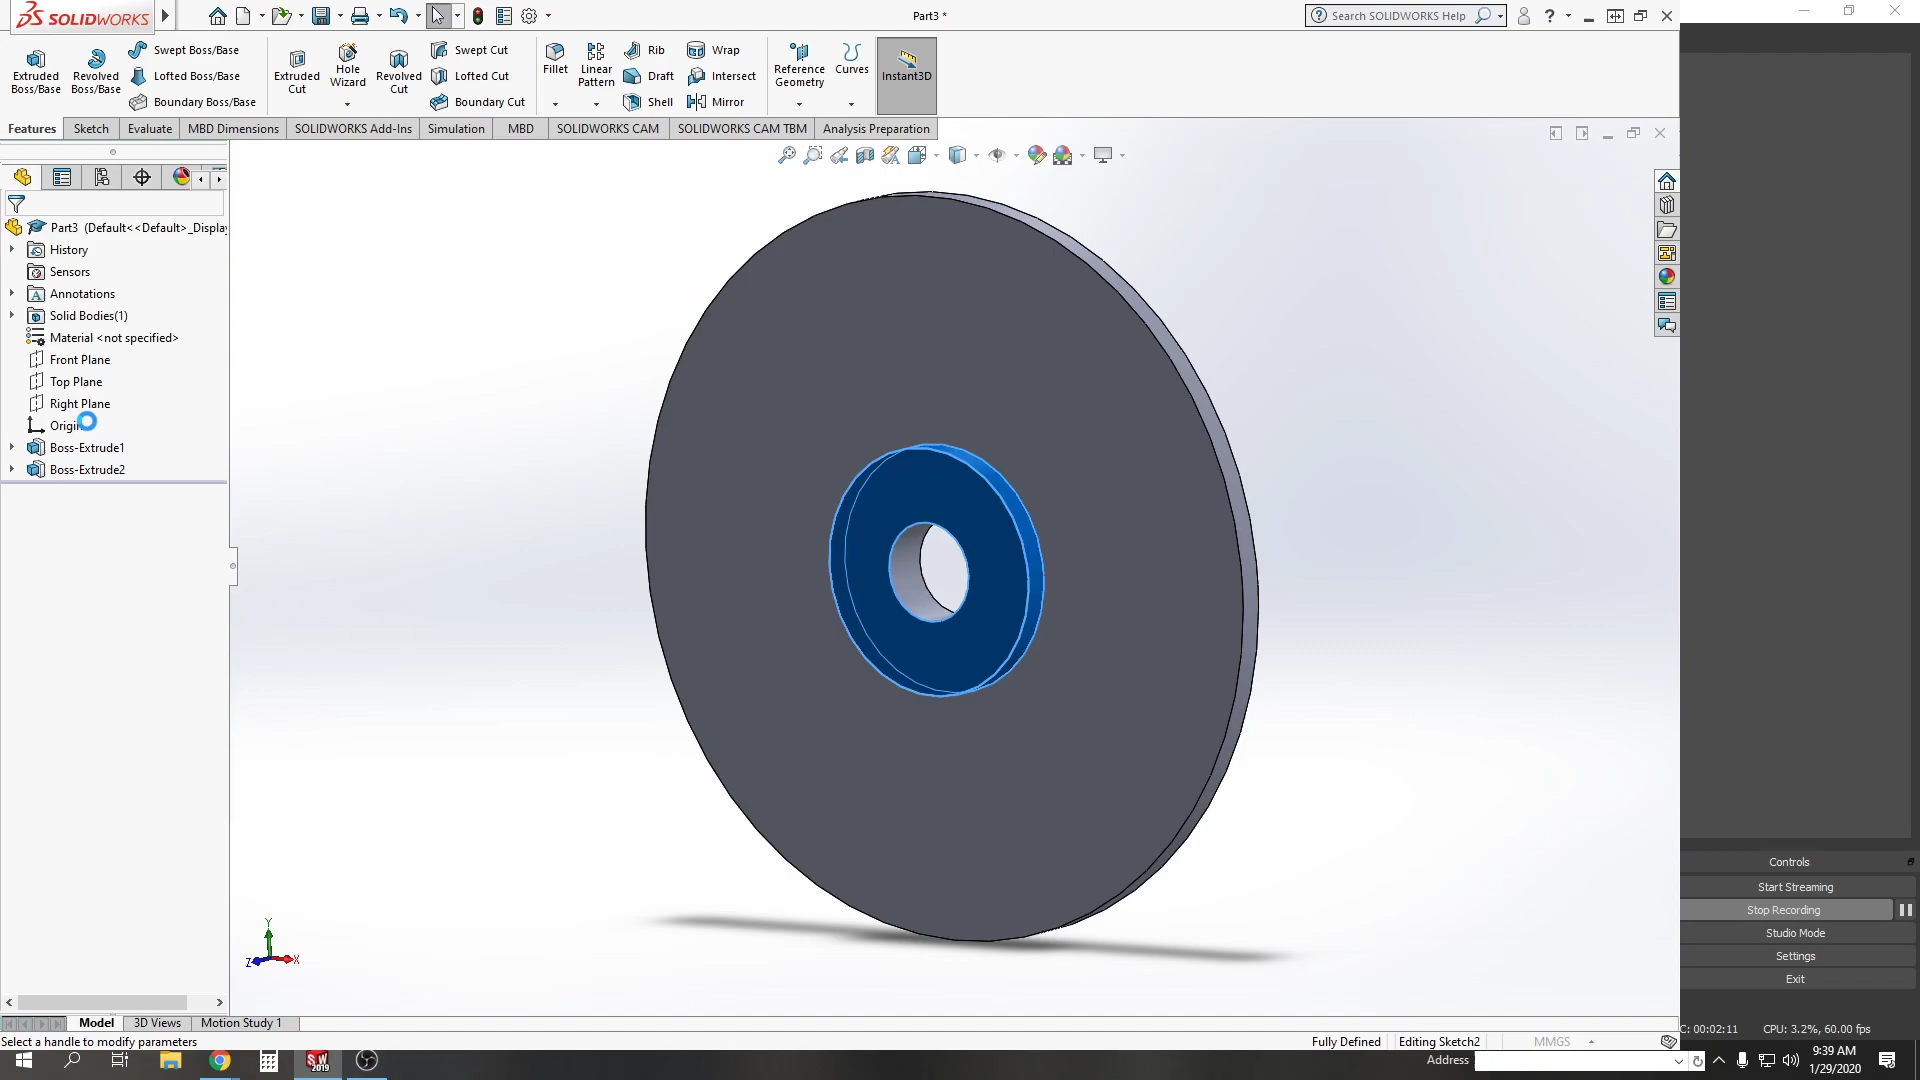 SOLIDWORKS
Part3 *
Search SOLIDWORKS Help
Extruded Boss/Base
Revolved Boss/Base
Swept Boss/Base
Lofted Boss/Base
Boundary Boss/Base
Extruded Cut
Hole Wizard
Revolved Cut
Swept Cut
Lofted Cut
Boundary Cut
Fillet
Linear Pattern
Rib
Draft
Shell
Wrap
Intersect
Mirror
Reference Geometry
Curves
Instant3D
Features
Sketch
Evaluate
MBD Dimensions
SOLIDWORKS Add-Ins
Simulation
MBD
SOLIDWORKS CAM
SOLIDWORKS CAM TBM
Analysis Preparation
Part3 (Default<<Default>_Displa
History
Sensors
Annotations
Solid Bodies(1)
Material <not specified>
Front Plane
Top Plane
Right Plane
Boss-Extrude1
Boss-Extrude2
Y
Z
X
Model
3D Views
Motion Study 1
Select a handle to modify parameters
Fully Defined
Editing Sketch2
MMGS
Controls
Start Streaming
Stop Recording
Studio Mode
Settings
Exit
C: 00:02:11
CPU: 3.2%, 60.00 fps
SW
2019
Address
9:39 AM
1/29/2020